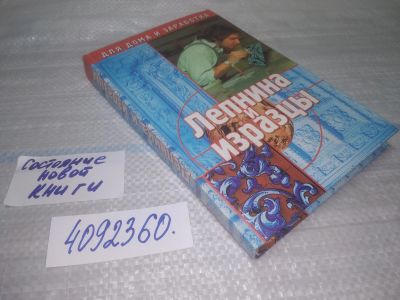 ДЛЯ ДОМА И ЗАРАБОТКА
Лепнина
изразцы
Состояние
новой
книги
4092360.